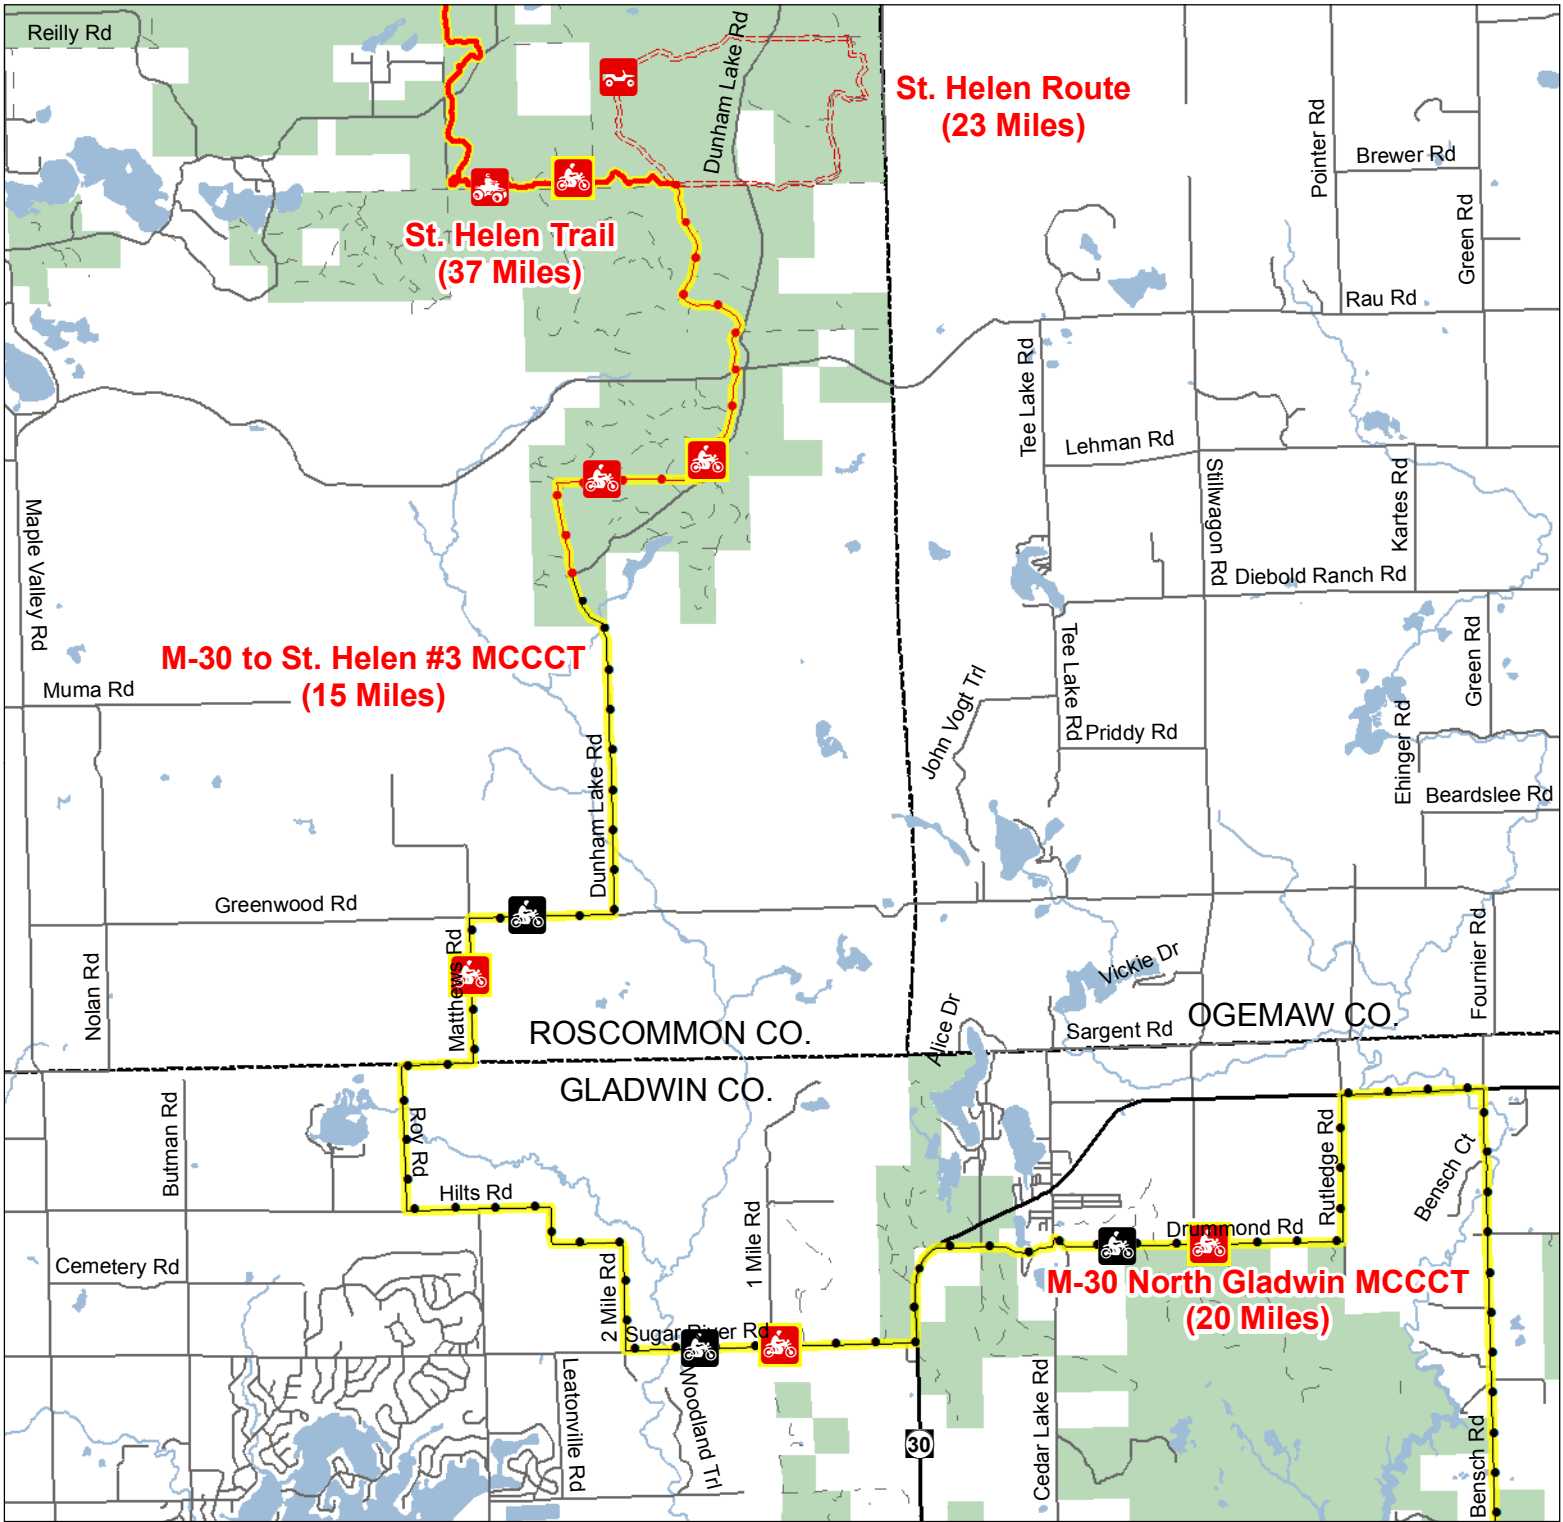 Reilly Rd
Dunham Lake Rd
St. Helen Route
(23 Miles)
Pointer Rd
Brewer Rd
Green Rd
St. Helen Trail
(37 Miles)
Rau Rd
Tee Lake Rd
Lehman Rd
Stillwagon Rd
Kartes Rd
Maple Valley Rd
Diebold Ranch Rd
Tee Lake Rd
Green Rd
M-30 to St. Helen #3 MCCCT
(15 Miles)
Muma Rd
John Vogt Trl
Priddy Rd
Ehinger Rd
Beardslee Rd
Dunham Lake Rd
Greenwood Rd
Nolan Rd
Matthews Rd
Vickie Dr
Fournier Rd
Alice Dr
Sargent Rd
OGEMAW CO.
ROSCOMMON CO.
GLADWIN CO.
Butman Rd
Roy Rd
Hilts Rd
Rutledge Rd
Bensch Ct
1 Mile Rd
Drummond Rd
Cemetery Rd
2 Mile Rd
M-30 North Gladwin MCCCT
(20 Miles)
Sugar River Rd
Leatonville Rd
Woodland Trl
30
Cedar Lake Rd
Bensch Rd